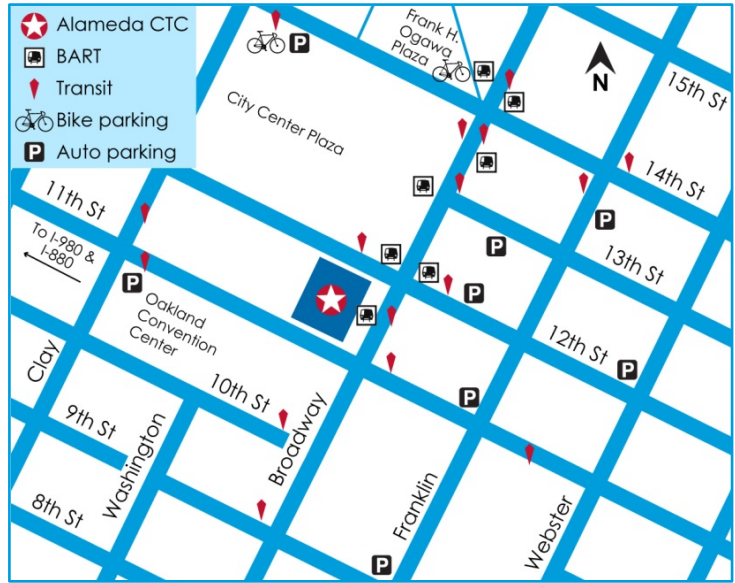 Alameda CTC
BART
Transit
Bike parking
P Auto parking
P
Frank H.
Ogawa
Plaza
N
15th St
City Center Plaza
14th St
11th St
P
13th St
To I-980 &
I-880
P
P
P
Oakland
Convention
Center
12th St
P
Clay
10th St
P
9th St
Washington
Broadway
Franklin
Webster
8th St
P